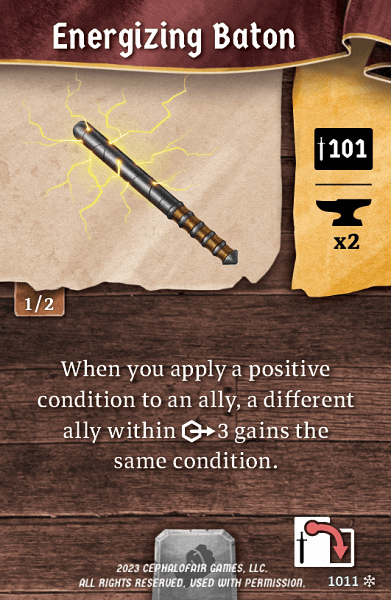 Energizing Baton
101
x2
1/2
When you apply a positive
condition to an ally, a different
ally within 3 gains the
same condition.
2023 CEPHALOFAIR GAMES, LLC.
ALL RIGHTS RESERVED. USED WITH PERMISSION.
1011